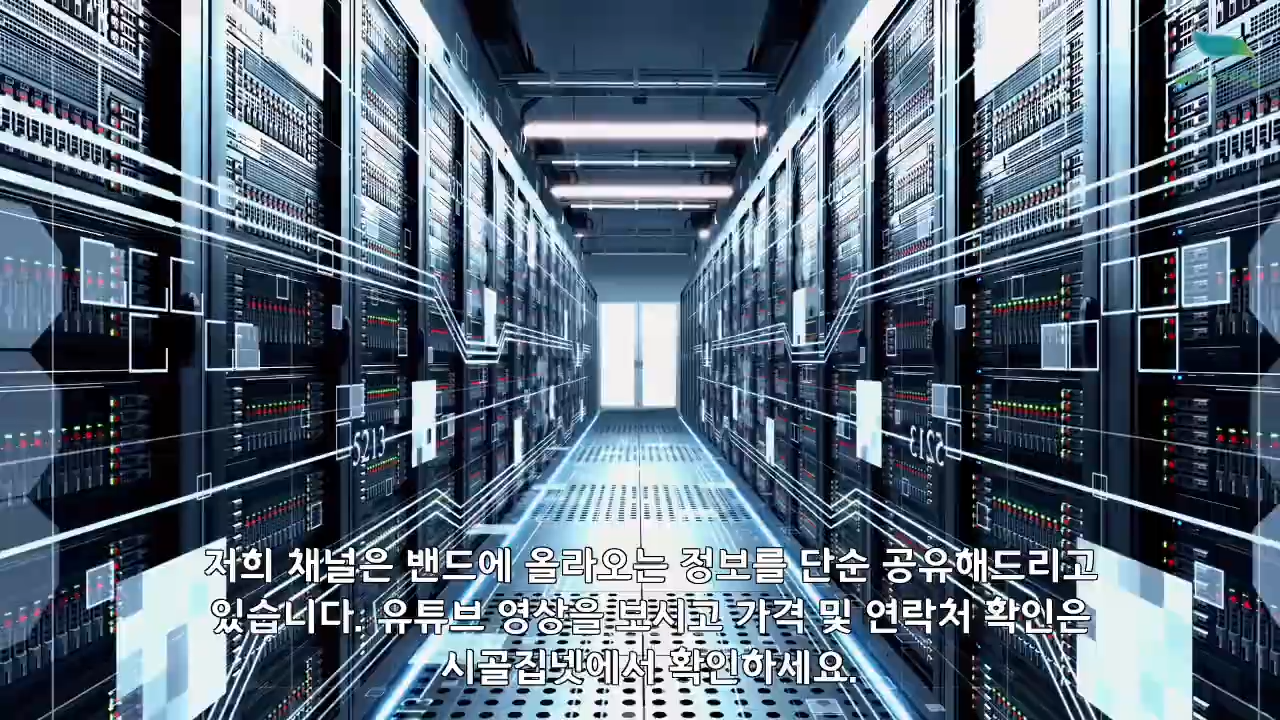 저희 채널은 밴드에 올라오는 정보를 단순 공유해드리고
있습니다. 유튜브 영상을 보시고 가격 및 연락처 확인은
시골집넷에서 확인하세요.